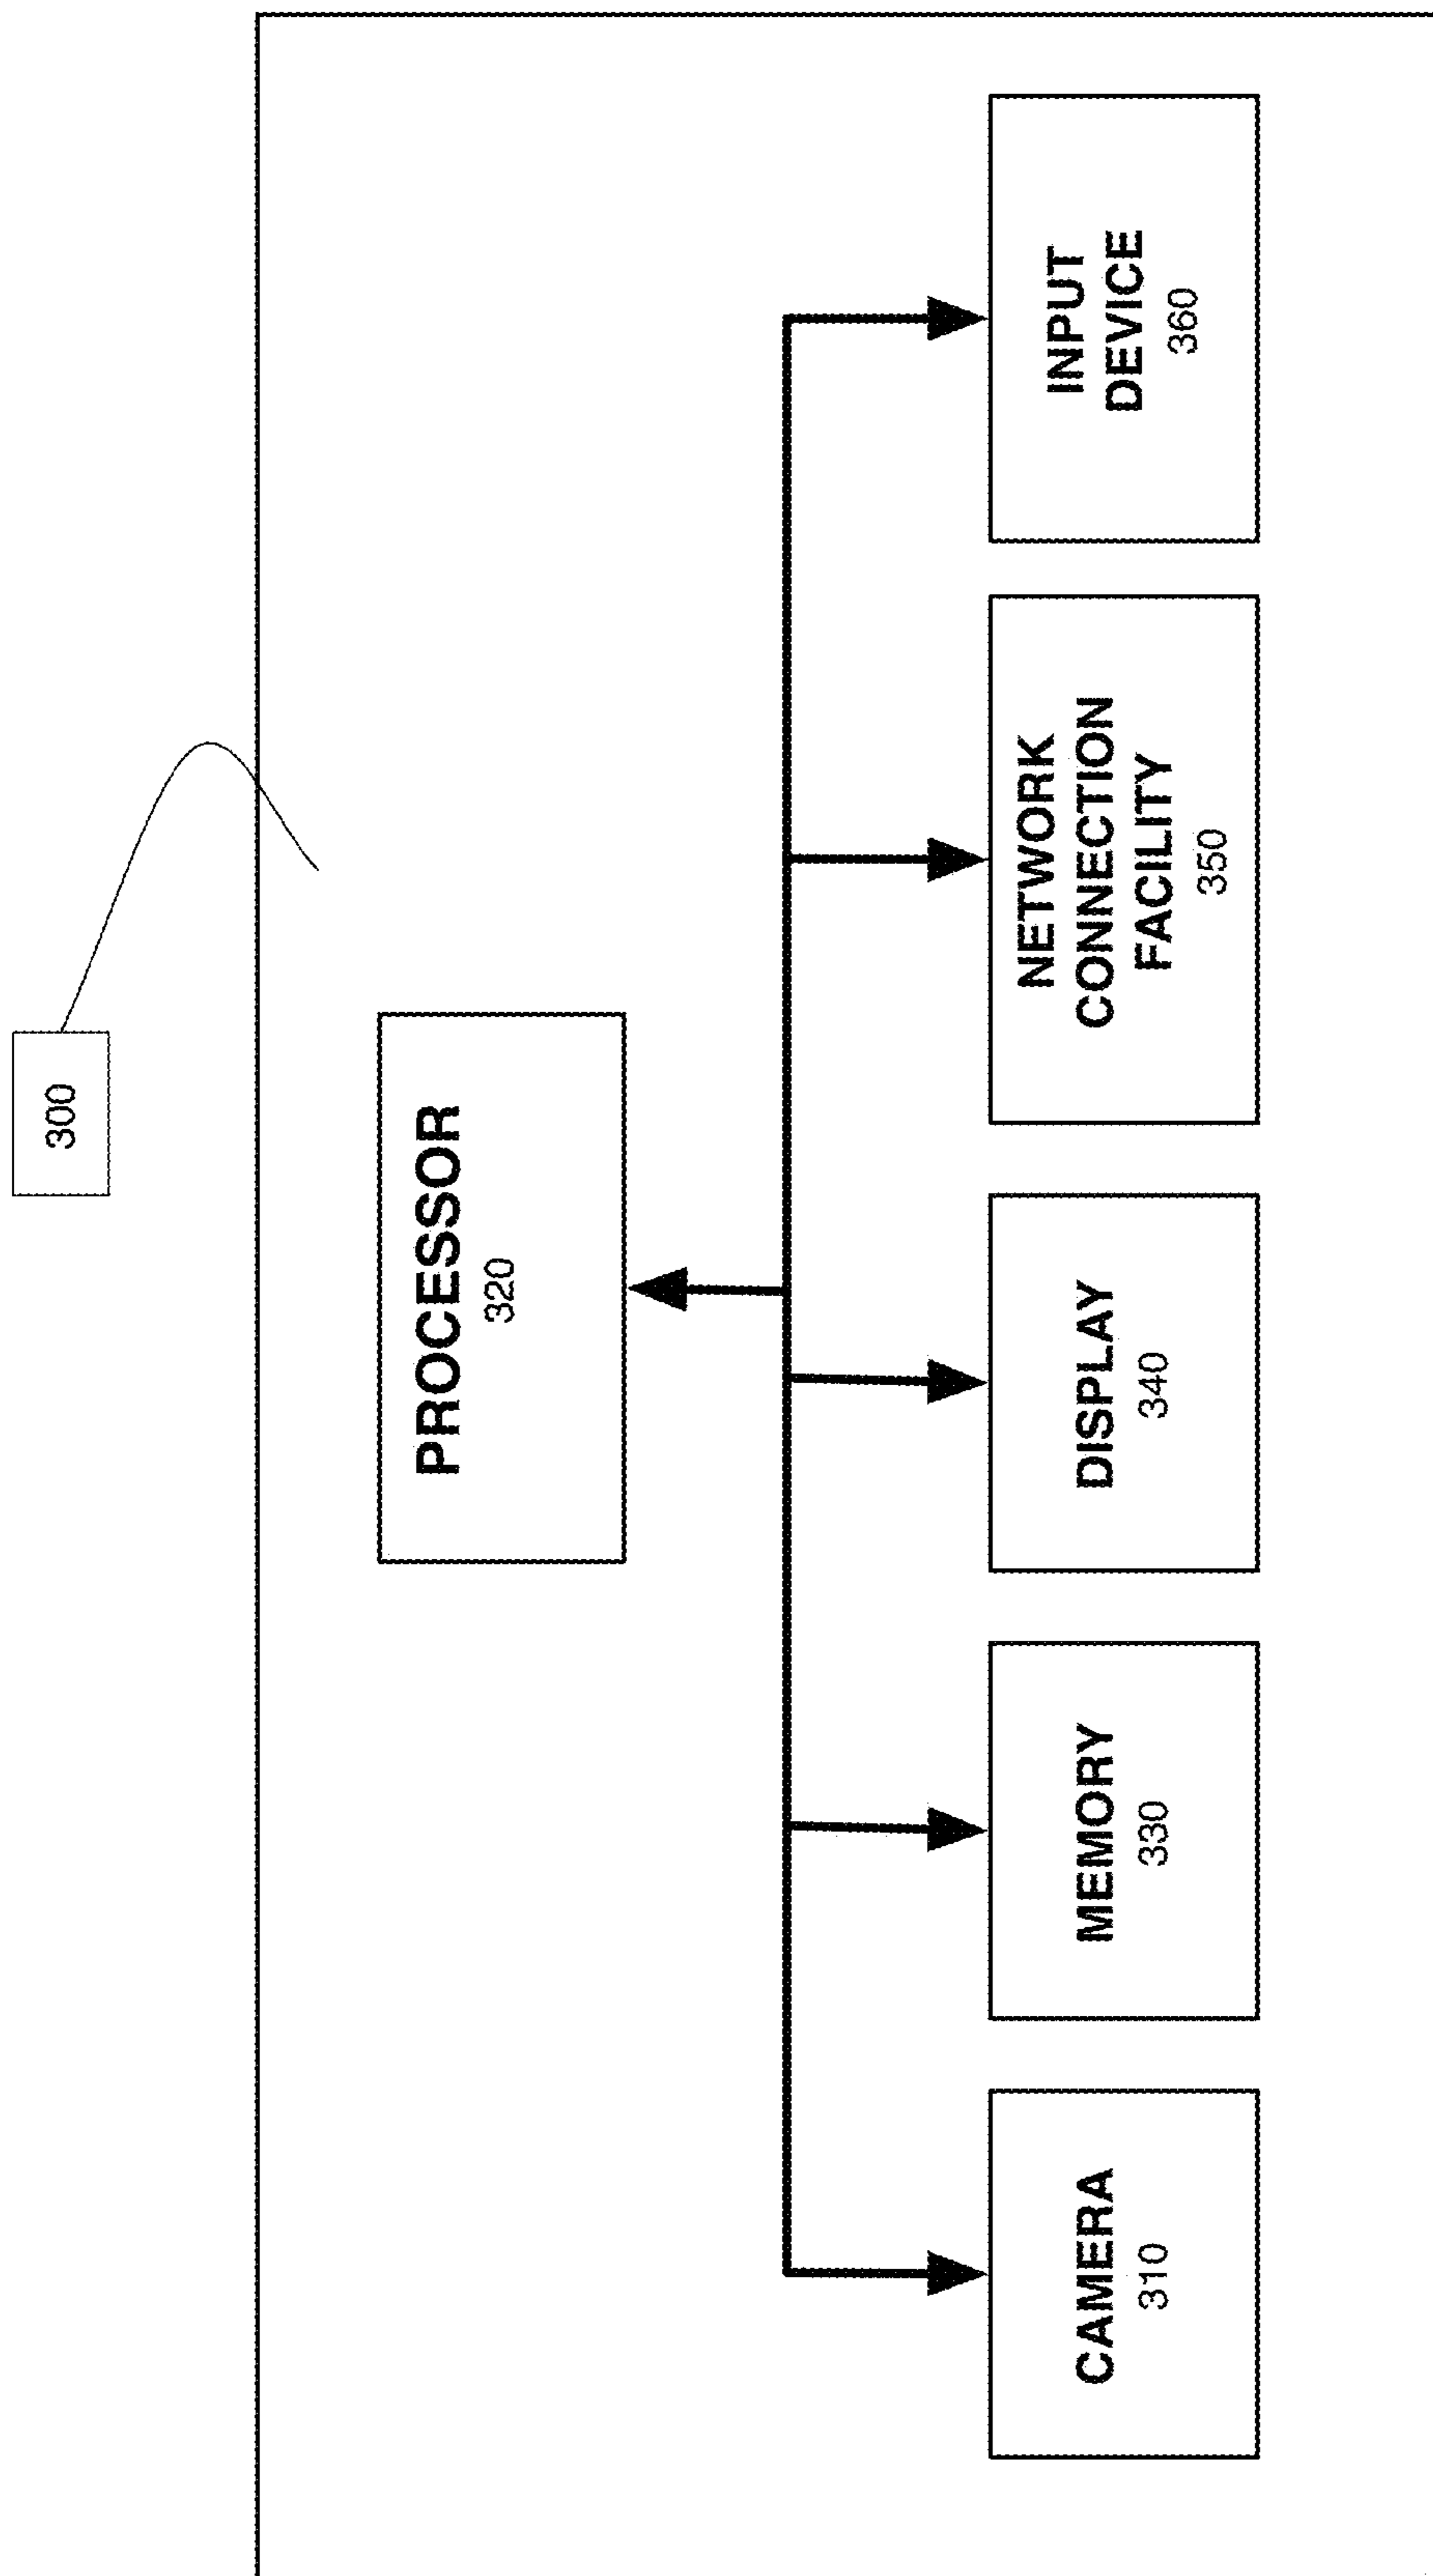 300
PROCESSOR
320
CAMERA
310
MEMORY
330
DISPLAY
340
NETWORK
CONNECTION
FACILITY
350
INPUT
DEVICE
360